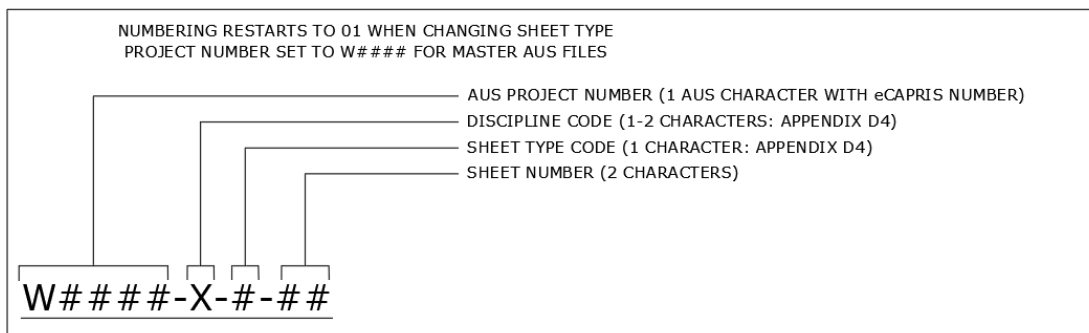 NUMBERING RESTARTS TO 01 WHEN CHANGING SHEET TYPE
PROJECT NUMBER SET TO W#### FOR MASTER AUS FILES
AUS PROJECT NUMBER (1 AUS CHARACTER WITH eCAPRIS NUMBER)
DISCIPLINE CODE (1-2 CHARACTERS: APPENDIX D4)
SHEET TYPE CODE (1 CHARACTER: APPENDIX D4)
SHEET NUMBER (2 CHARACTERS)
W####-X-#-##